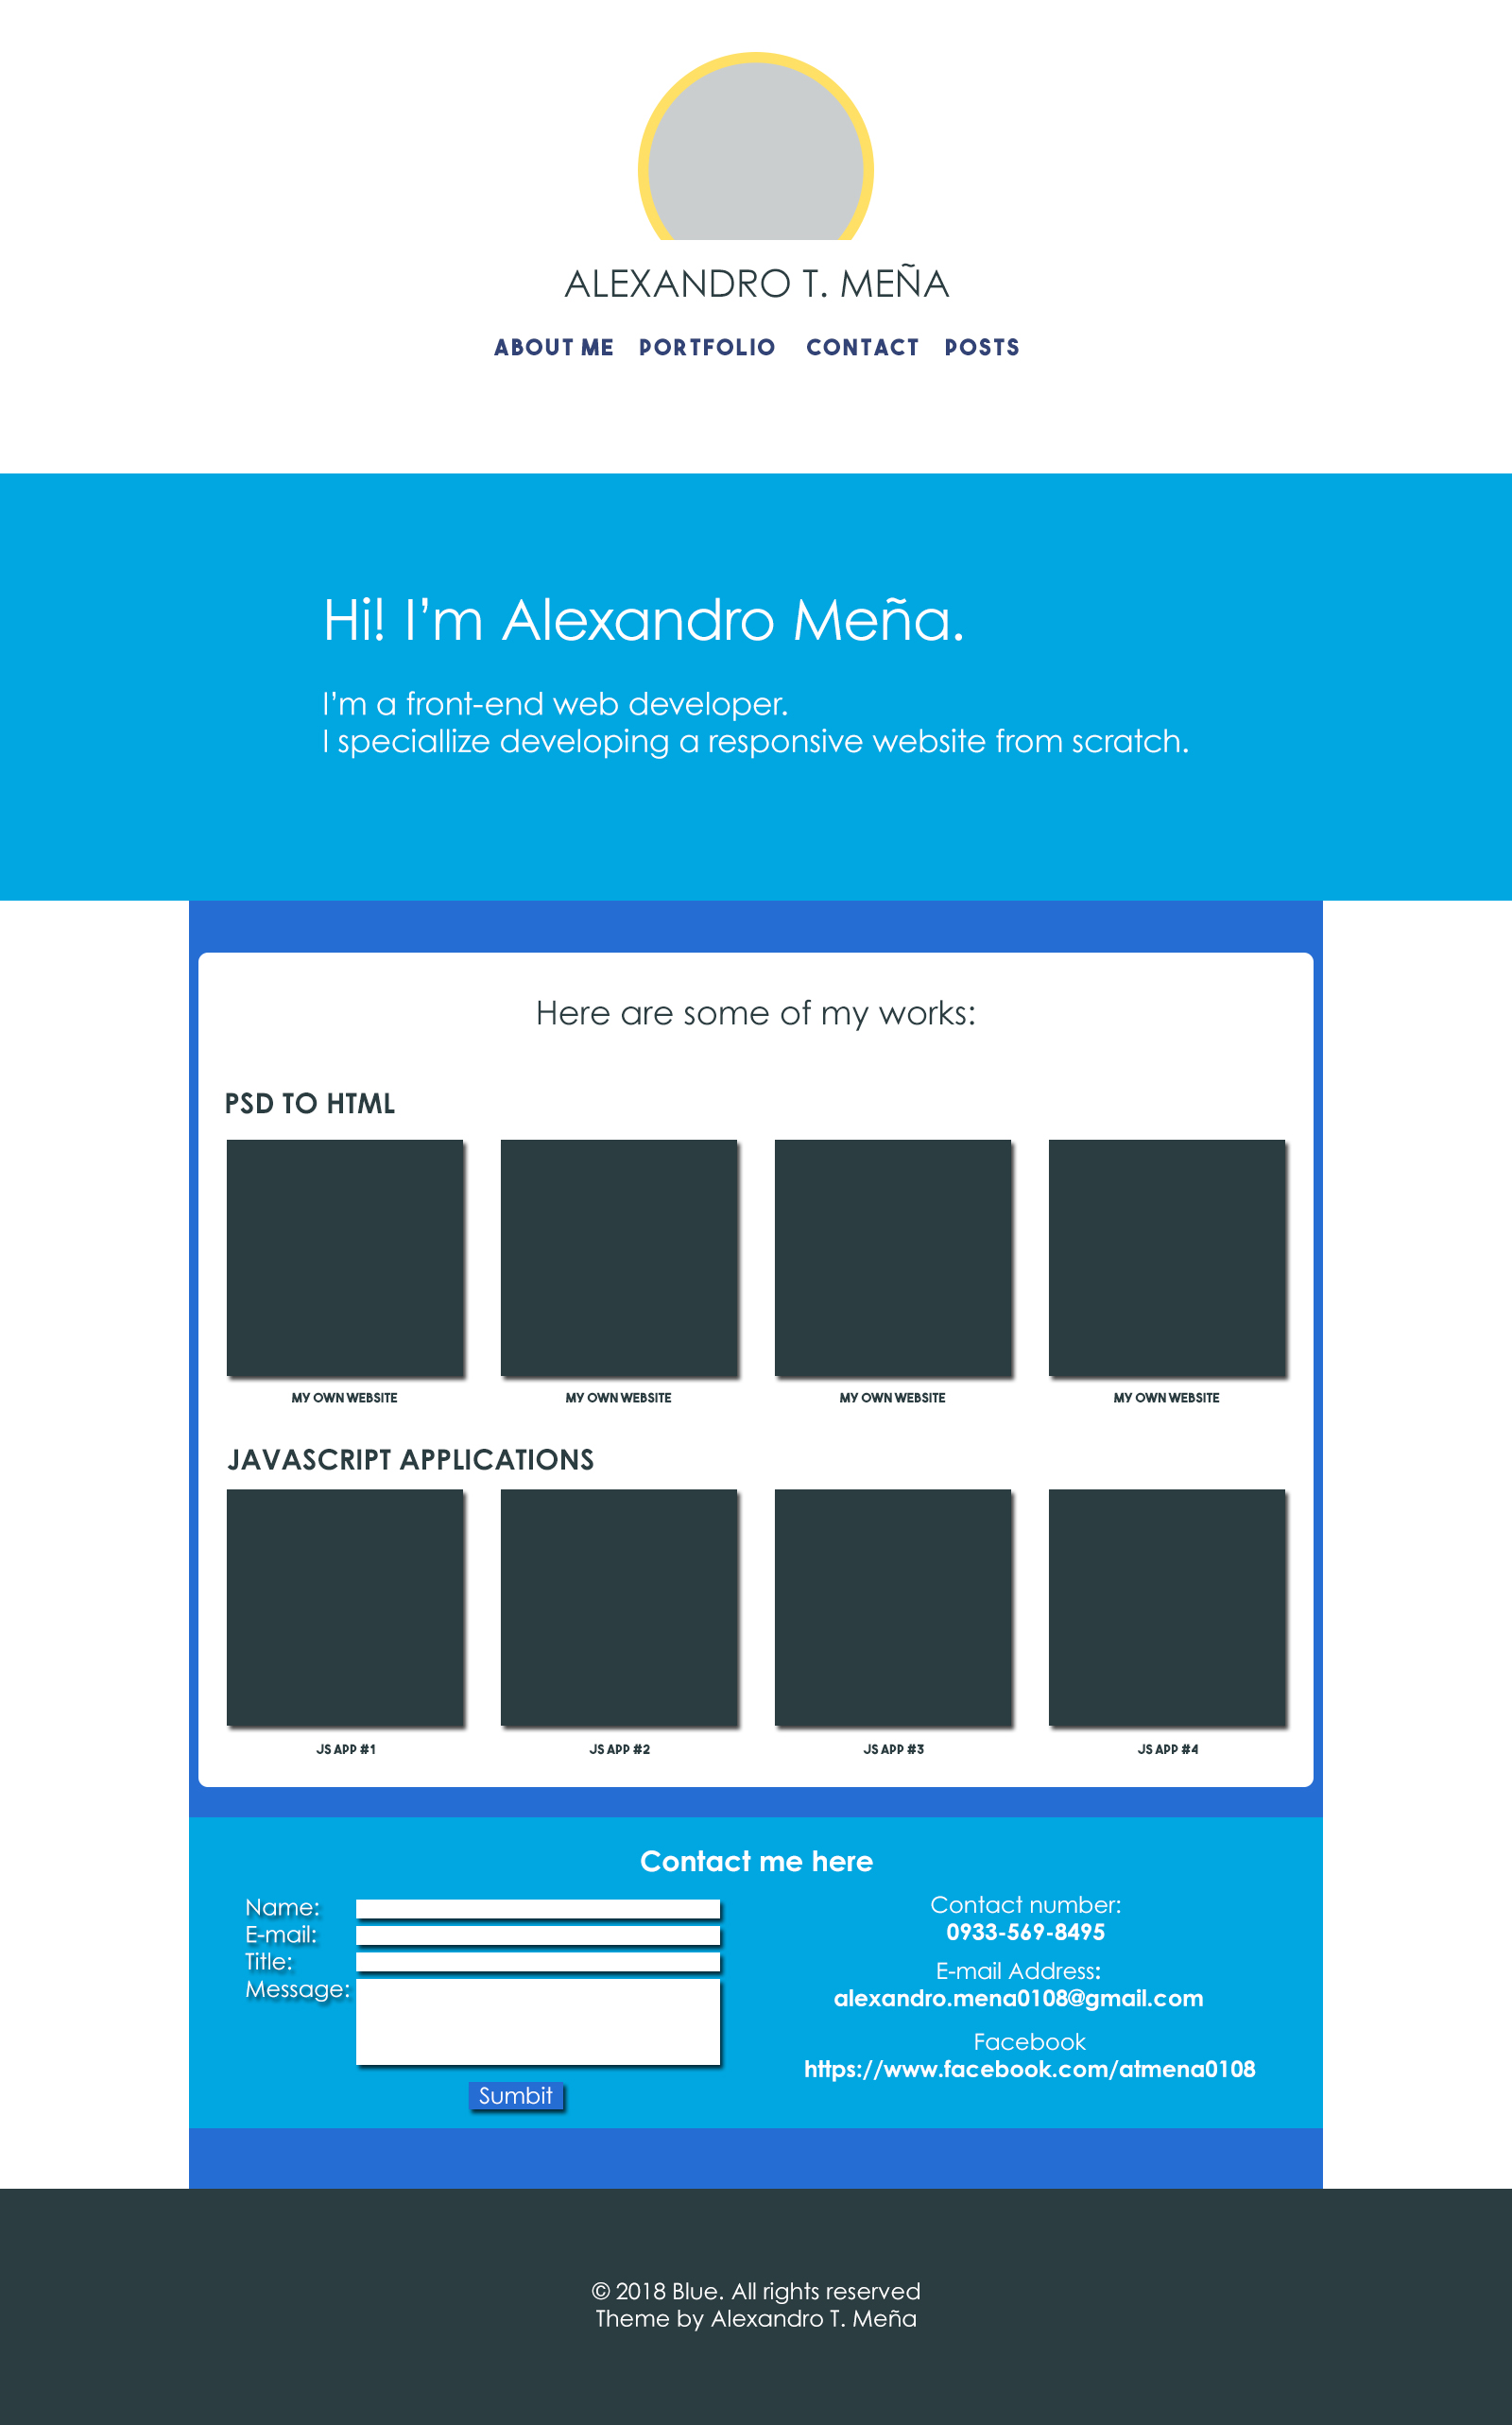 ALEXANDRO T. MEÑA
ABOUT ME PORTFOLIO CONTACT POSTS
Hi! I’m Alexandro Meña.
I’m a front-end web developer.
I speciallize developing a responsive website from scratch.
Here are some of my works:
PSD TO HTML
MY OWN WEBSITE MY OWN WEBSITE MY OWN WEBSITE MY OWN WEBSITE
JAVASCRIPT APPLICATIONS
JS APP #1 JS APP #2 JS APP #3 JS APP #4
Contact me here
Name:
E-mail:
Title:
Message:
Sumbit
Contact number:
0933-569-8495
E-mail Address:
alexandro.mena0108@gmail.com
Facebook
https://www.facebook.com/atmena0108
© 2018 Blue. All rights reserved
Theme by Alexandro T. Meña